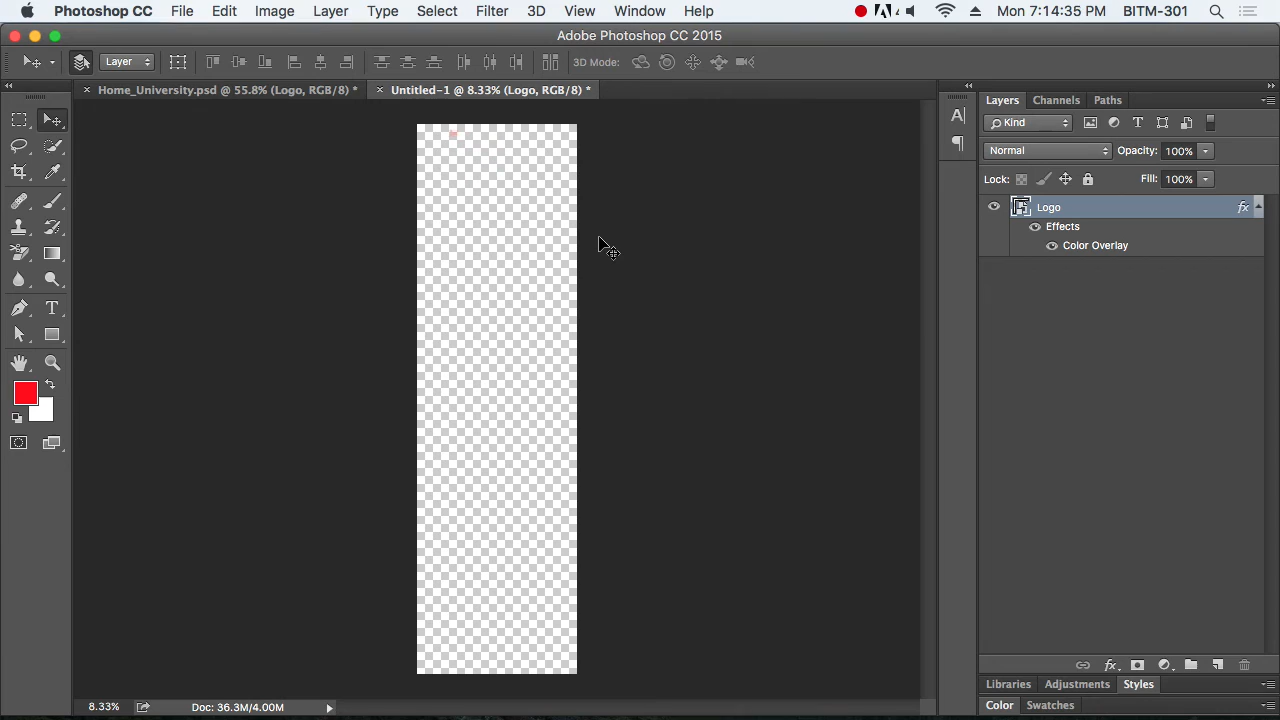 Photoshop CC File Edit Image Layer Type Select Filter 3D View Window Help Mon 7:14:35 PM BITM-301
Adobe Photoshop CC 2015
Layer 3D Mode:
Home_University.psd @ 55.8% (Logo, RGB/8) * Untitled-1 @ 8.33% (Logo, RGB/8) *
Layers Channels Paths
Kind
Normal Opacity: 100%
Lock: Fill: 100%
Logo fx
Effects
Color Overlay
Libraries Adjustments Styles
Color Swatches
8.33% Doc: 36.3M/4.00M